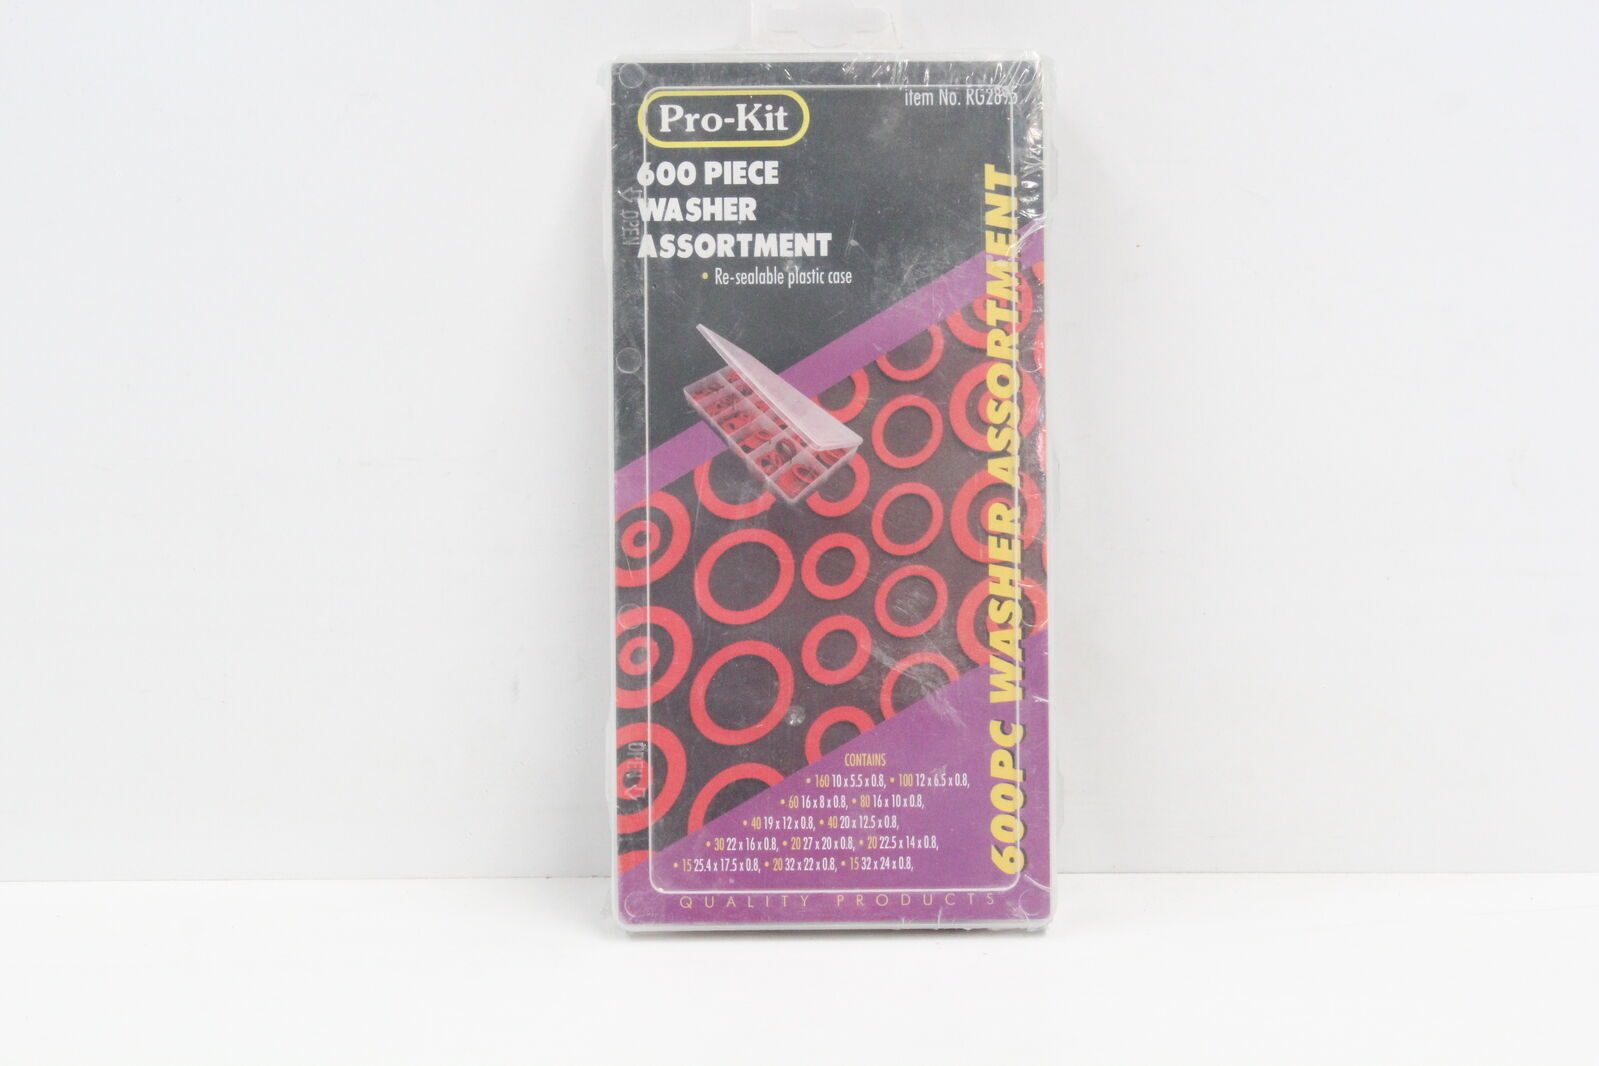 item No. RG2895
Pro-Kit
600 PIECE
WASHER
ASSORTMENT
• Re-sealable plastic case
600PC WASHER ASSORTMENT
OPEN
OPEN
CONTAINS
• 160 10 x 5.5 x 0.8, • 100 12 x 6.5 x 0.8,
• 60 16 x 8 x 0.8, • 80 16 x 10 x 0.8,
• 40 19 x 12 x 0.8, • 40 20 x 12.5 x 0.8,
• 30 22 x 16 x 0.8, • 20 27 x 20 x 0.8, • 20 22.5 x 14 x 0.8,
• 15 25.4 x 17.5 x 0.8, • 20 32 x 22 x 0.8, • 15 32 x 24 x 0.8,
QUALITY PRODUCTS